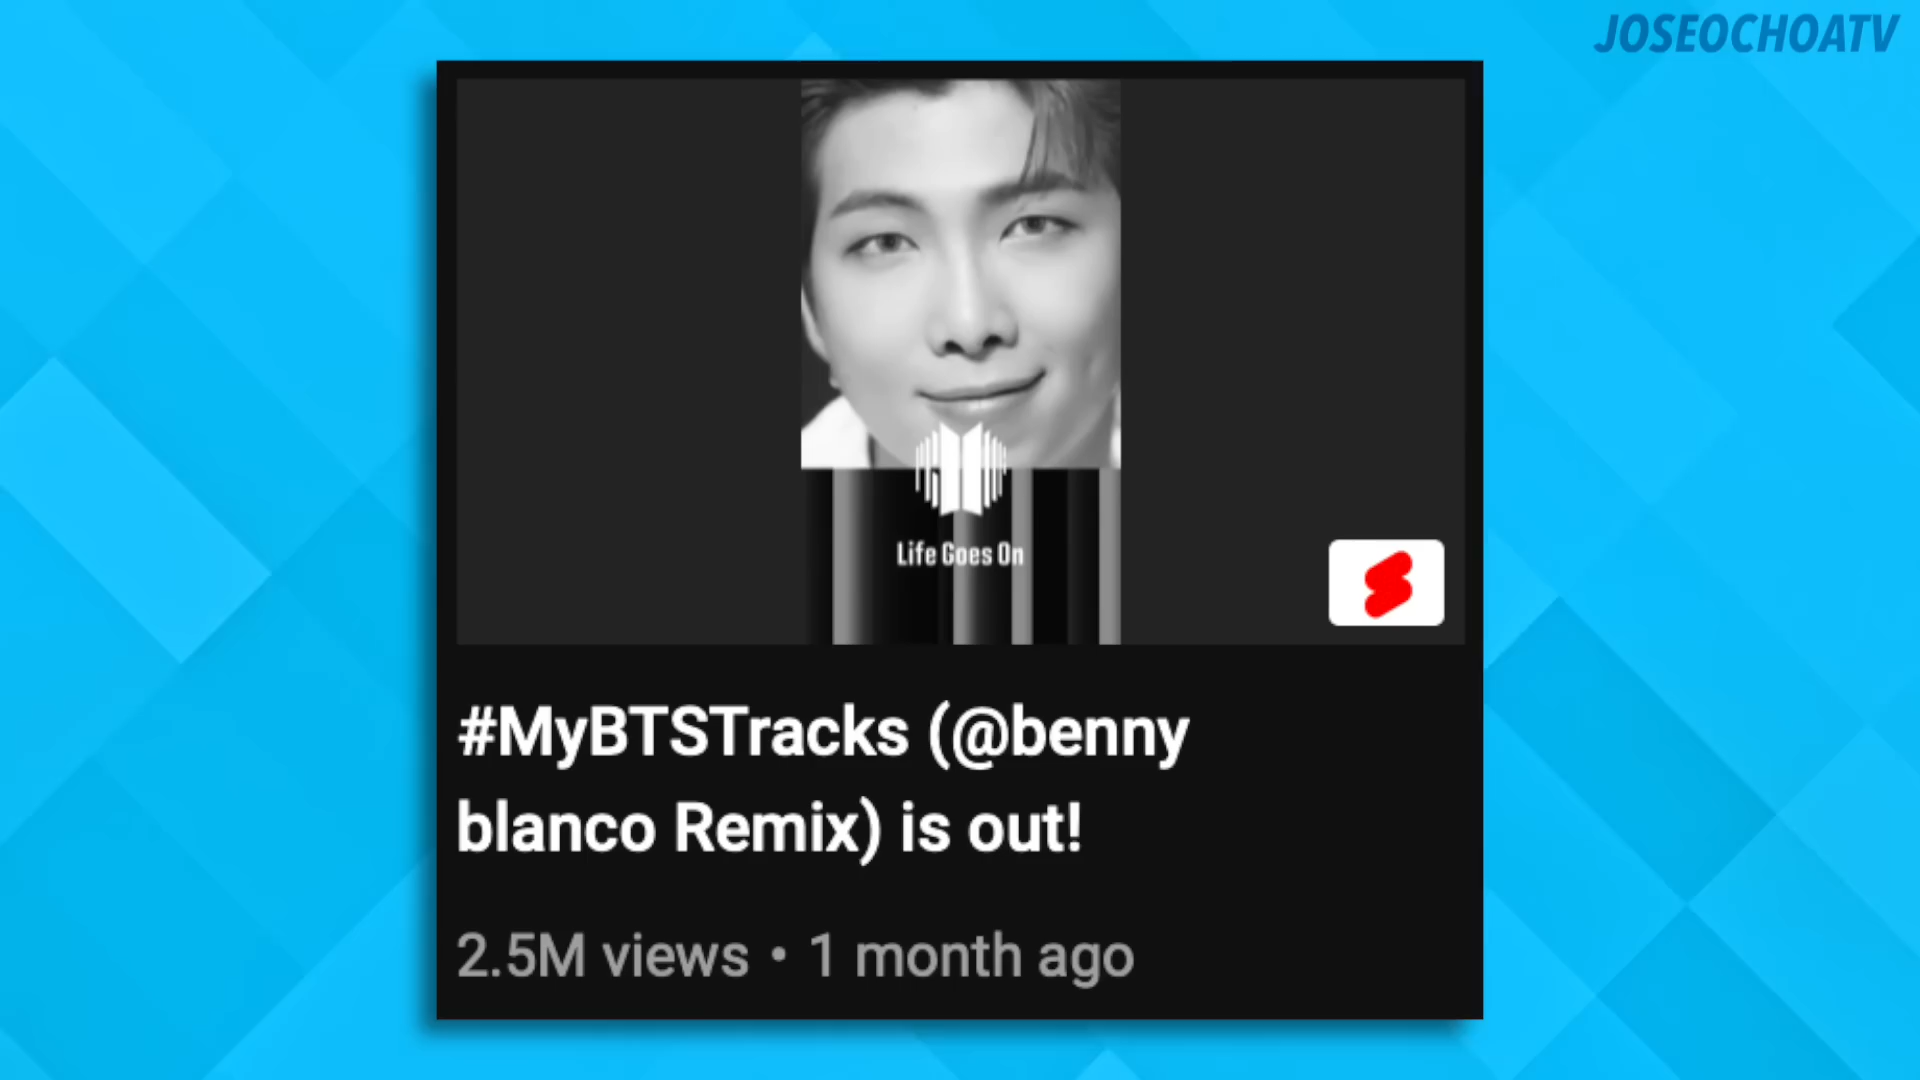 JOSEOCHOATV
Life Goes On
#MyBTSTracks (@benny
blanco Remix) is out!
2.5M views • 1 month ago